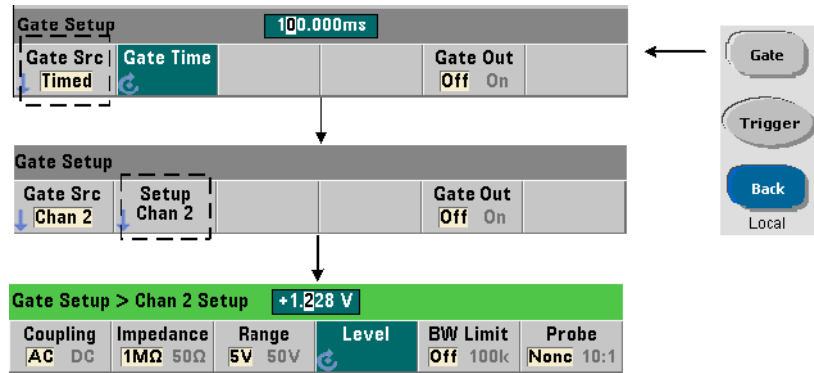 Gate Setup 100.000ms
Gate Src Gate Time Gate Out
Timed Off On
Gate
Trigger
Back
Local
Gate Setup
Gate Src Setup Gate Out
Chan 2 Chan 2 Off On
Gate Setup > Chan 2 Setup +1.228 V
Coupling Impedance Range Level BW Limit Probe
AC DC 1MΩ 50Ω 5V 50V Off 100k None 10:1